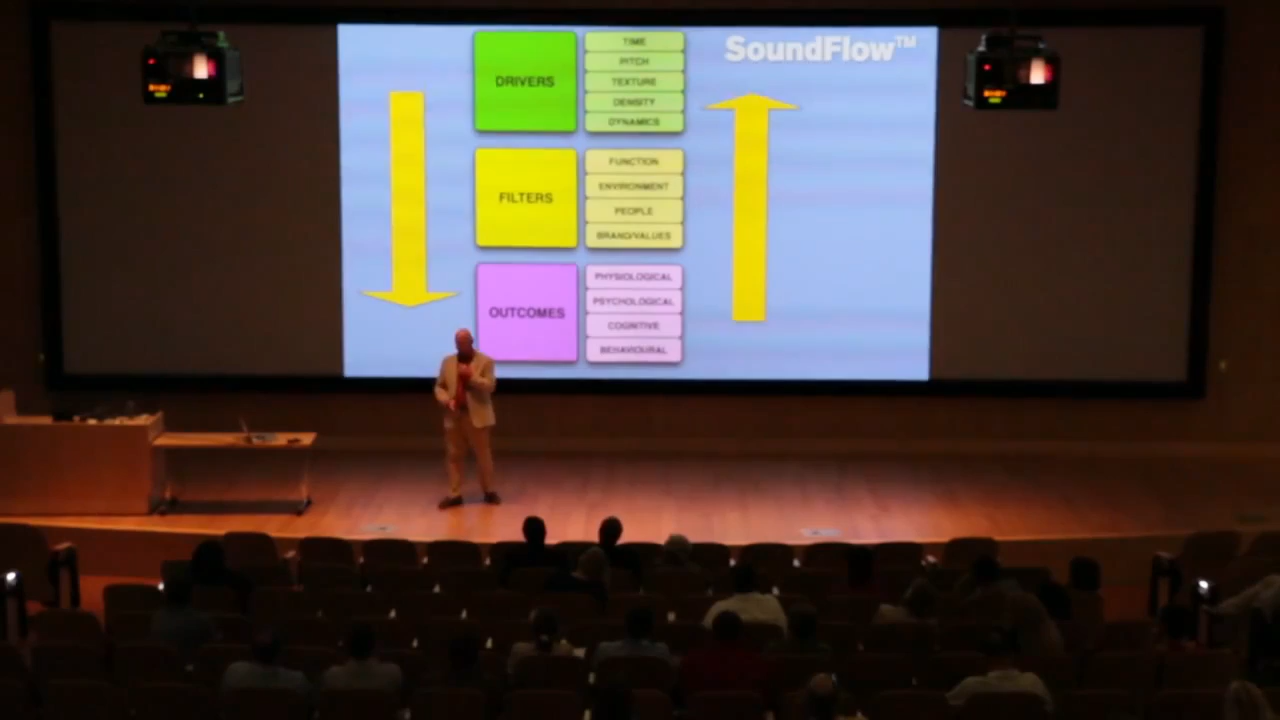 SoundFlow™
DRIVERS
TIME
PITCH
TEXTURE
DENSITY
DYNAMICS
FILTERS
FUNCTION
ENVIRONMENT
PEOPLE
BRAND/VALUES
OUTCOMES
PHYSIOLOGICAL
PSYCHOLOGICAL
COGNITIVE
BEHAVIOURAL